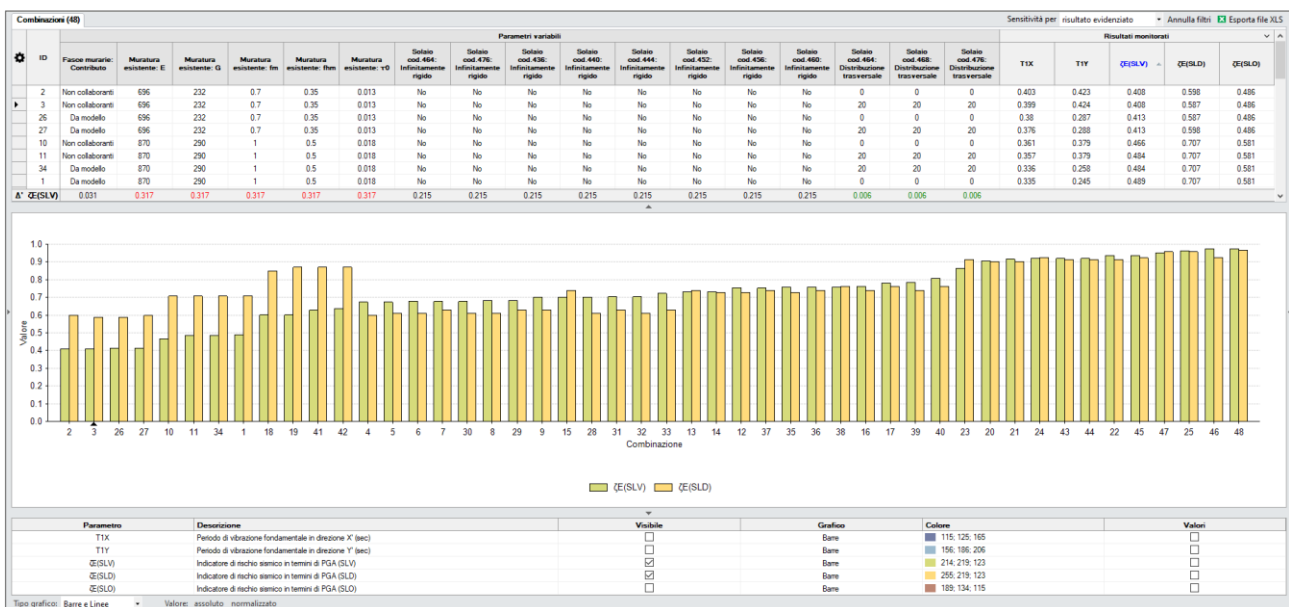 Combinazioni (48)
Sensitività per risultato evidenziato Annulla filtri Esporta file XLS
Parametri variabili Risultati monitorati
ID Fasce murarie: Contributo Muratura esistente: E Muratura esistente: G Muratura esistente: fm Muratura esistente: fhm Muratura esistente: τ0 Solaio cod.464: Infinitamente rigido Solaio cod.476: Infinitamente rigido Solaio cod.436: Infinitamente rigido Solaio cod.440: Infinitamente rigido Solaio cod.444: Infinitamente rigido Solaio cod.452: Infinitamente rigido Solaio cod.456: Infinitamente rigido Solaio cod.460: Infinitamente rigido Solaio cod.464: Distribuzione trasversale Solaio cod.468: Distribuzione trasversale Solaio cod.476: Distribuzione trasversale T1X T1Y ζE(SLV) ζE(SLD) ζE(SLO)
2 Non collaboranti 696 232 0.7 0.35 0.013 No No No No No No No No 0 0 0 0.403 0.423 0.408 0.598 0.486
3 Non collaboranti 696 232 0.7 0.35 0.013 No No No No No No No No 20 20 20 0.399 0.424 0.408 0.587 0.486
26 Da modello 696 232 0.7 0.35 0.013 No No No No No No No No 0 0 0 0.38 0.287 0.413 0.587 0.486
27 Da modello 696 232 0.7 0.35 0.013 No No No No No No No No 20 20 20 0.376 0.288 0.413 0.598 0.486
10 Non collaboranti 870 290 1 0.5 0.018 No No No No No No No No 0 0 0 0.361 0.379 0.466 0.707 0.581
11 Non collaboranti 870 290 1 0.5 0.018 No No No No No No No No 20 20 20 0.357 0.379 0.484 0.707 0.581
34 Da modello 870 290 1 0.5 0.018 No No No No No No No No 20 20 20 0.336 0.258 0.484 0.707 0.581
1 Da modello 870 290 1 0.5 0.018 No No No No No No No No 0 0 0 0.335 0.245 0.489 0.707 0.581
Δ° ζE(SLV) 0.031 0.317 0.317 0.317 0.317 0.317 0.215 0.215 0.215 0.215 0.215 0.215 0.215 0.215 0.006 0.006 0.006
1.0
0.9
0.8
0.7
0.6
0.5
0.4
0.3
0.2
0.1
0.0
Valore
2 3 26 27 10 11 34 1 18 19 41 42 4 5 6 7 30 8 29 9 15 28 31 32 33 13 14 12 37 35 36 38 16 17 39 40 23 20 21 24 43 44 22 45 47 25 46 48
Combinazione
ζE(SLV) ζE(SLD)
Parametro Descrizione Visibile Grafico Colore Valori
T1X Periodo di vibrazione fondamentale in direzione X' (sec) Barre 115; 125; 165
T1Y Periodo di vibrazione fondamentale in direzione Y' (sec) Barre 156; 186; 206
ζE(SLV) Indicatore di rischio sismico in termini di PGA (SLV) Barre 214; 219; 123
ζE(SLD) Indicatore di rischio sismico in termini di PGA (SLD) Barre 255; 219; 123
ζE(SLO) Indicatore di rischio sismico in termini di PGA (SLO) Barre 189; 134; 115
Tipo grafico: Barre e Linee Valore: assoluto normalizzato